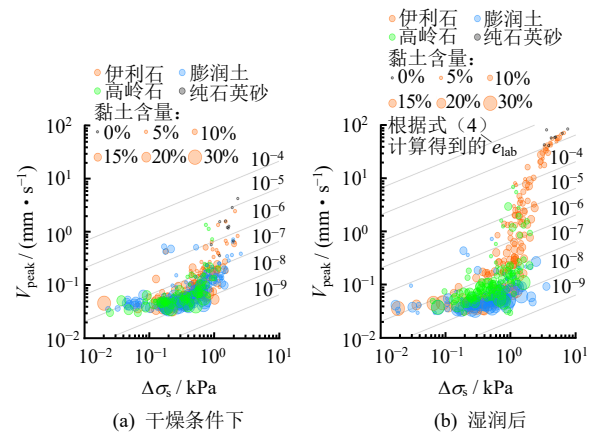 伊利石 膨润土
高岭石 纯石英砂
黏土含量：
0% 5% 10%
15% 20% 30%
10² 10¹ 10⁰ 10⁻¹ 10⁻²
V_peak / (mm·s⁻¹)
10⁻⁴
10⁻⁵
10⁻⁶
10⁻⁷
10⁻⁸
10⁻⁹
10⁻² 10⁻¹ 10⁰ 10¹
Δσ_s / kPa
(a) 干燥条件下
伊利石 膨润土
高岭石 纯石英砂
黏土含量：
0% 5% 10%
15% 20% 30%
根据式（4）
计算得到的 e_lab
10² 10¹ 10⁰ 10⁻¹ 10⁻²
V_peak / (mm·s⁻¹)
10⁻⁴
10⁻⁵
10⁻⁶
10⁻⁷
10⁻⁸
10⁻⁹
10⁻² 10⁻¹ 10⁰ 10¹
Δσ_s / kPa
(b) 湿润后